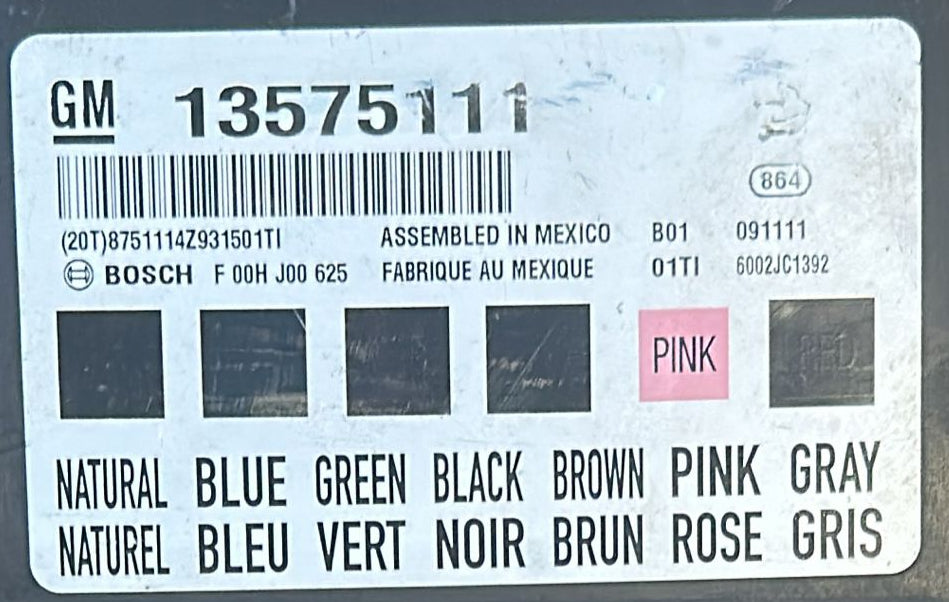 GM 13575111
864
(20T)8751114Z931501TI ASSEMBLED IN MEXICO B01 091111
BOSCH F 00H J00 625 FABRIQUE AU MEXIQUE 01TI 6002JC1392
PINK RED
NATURAL BLUE GREEN BLACK BROWN PINK GRAY
NATUREL BLEU VERT NOIR BRUN ROSE GRIS